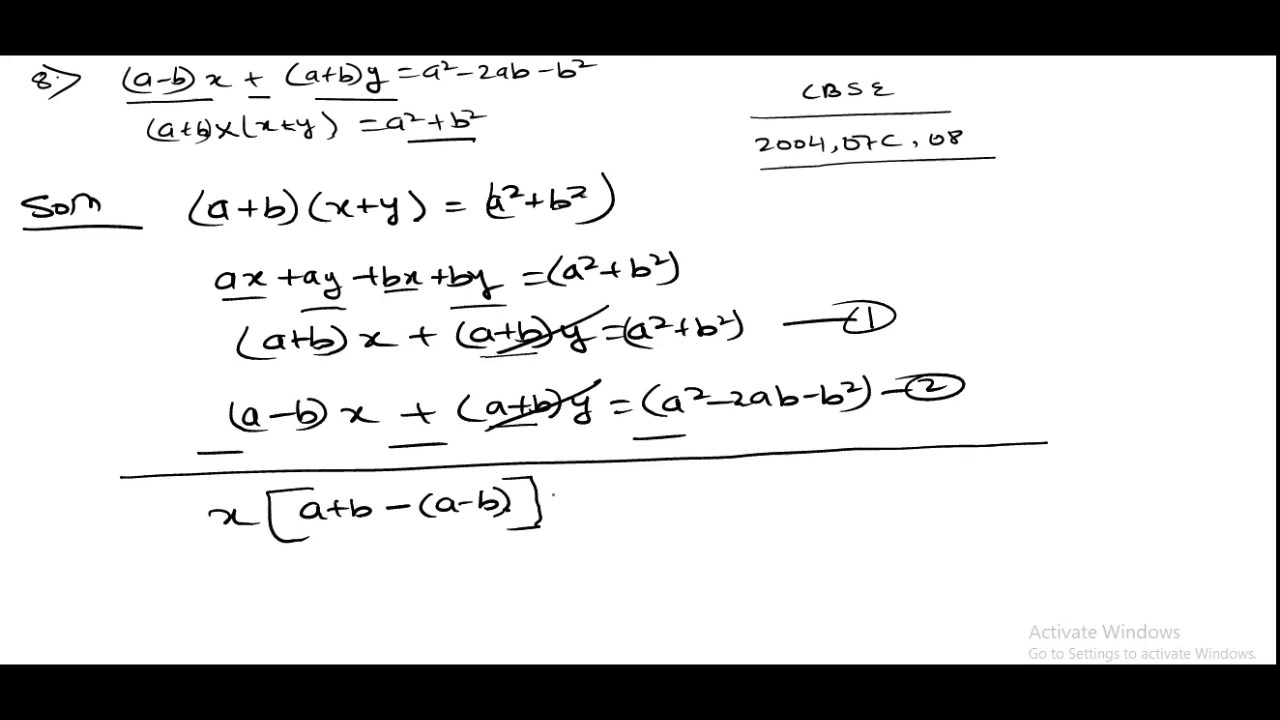 8.> (a-b)x + (a+b)y = a²-2ab-b²
(a+b)x(x+y) = a²+b²
CBSE
2004, 07C, 08
Soln (a+b)(x+y) = (a²+b²)
ax+ay+bx+by = (a²+b²)
(a+b)x + (a+b)y = (a²+b²) —①
(a-b)x + (a+b)y = (a²-2ab-b²) —②
x[a+b-(a-b)]
Activate Windows
Go to Settings to activate Windows.